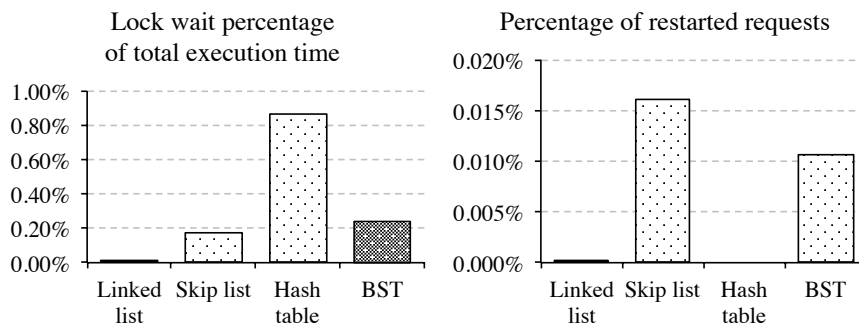 Lock wait percentage
of total execution time
1.00%
0.80%
0.60%
0.40%
0.20%
0.00%
Linked list
Skip list
Hash table
BST
Percentage of restarted requests
0.020%
0.015%
0.010%
0.005%
0.000%
Linked list
Skip list
Hash table
BST